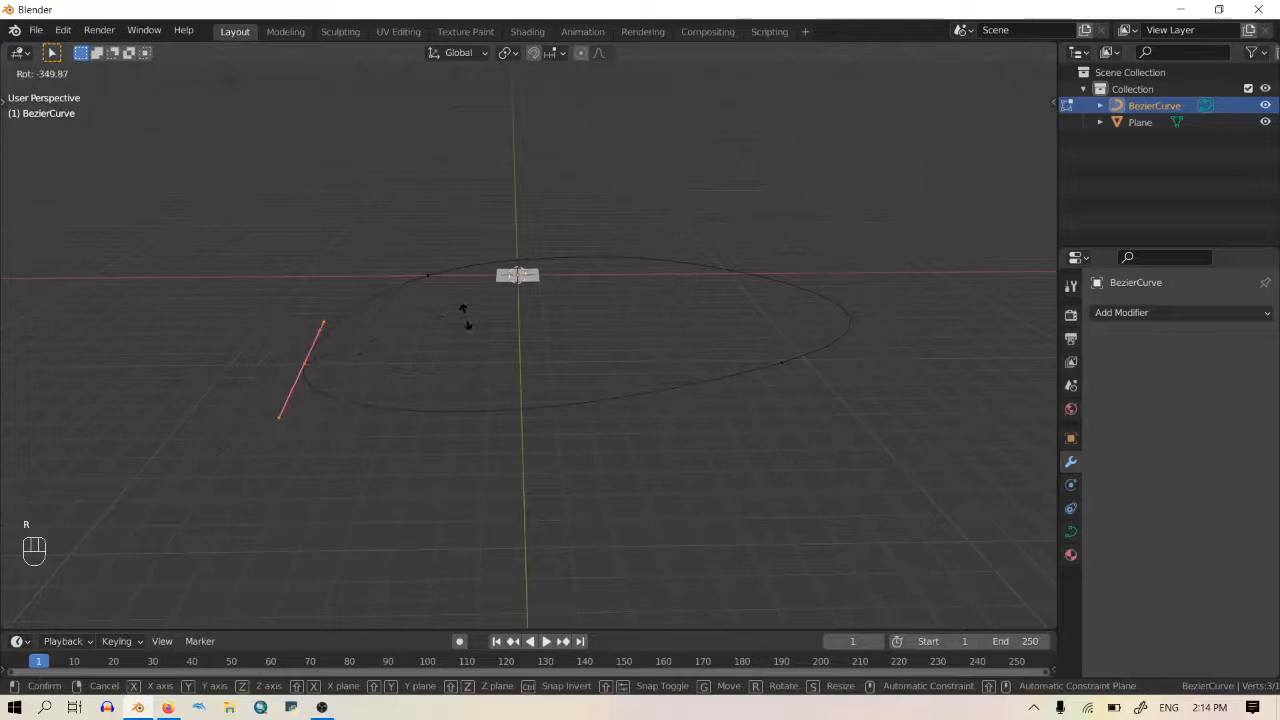 Blender
File Edit Render Window Help Layout Modeling Sculpting UV Editing Texture Paint Shading Animation Rendering Compositing Scripting + Scene View Layer
Global
Rot: -349.87
User Perspective
(1) BezierCurve
Scene Collection
Collection
BezierCurve
Plane
BezierCurve
Add Modifier
R
Playback Keying View Marker 1 Start 1 End 250
1 10 20 30 40 50 60 70 80 90 100 110 120 130 140 150 160 170 180 190 200 210 220 230 240 250
Confirm Cancel X X axis Y Y axis Z Z axis X X plane Y Y plane Z Z plane Ctrl Snap Invert Snap Toggle G Move R Rotate S Resize Automatic Constraint Automatic Constraint Plane BezierCurve | Verts:3/1
ENG 2:14 PM